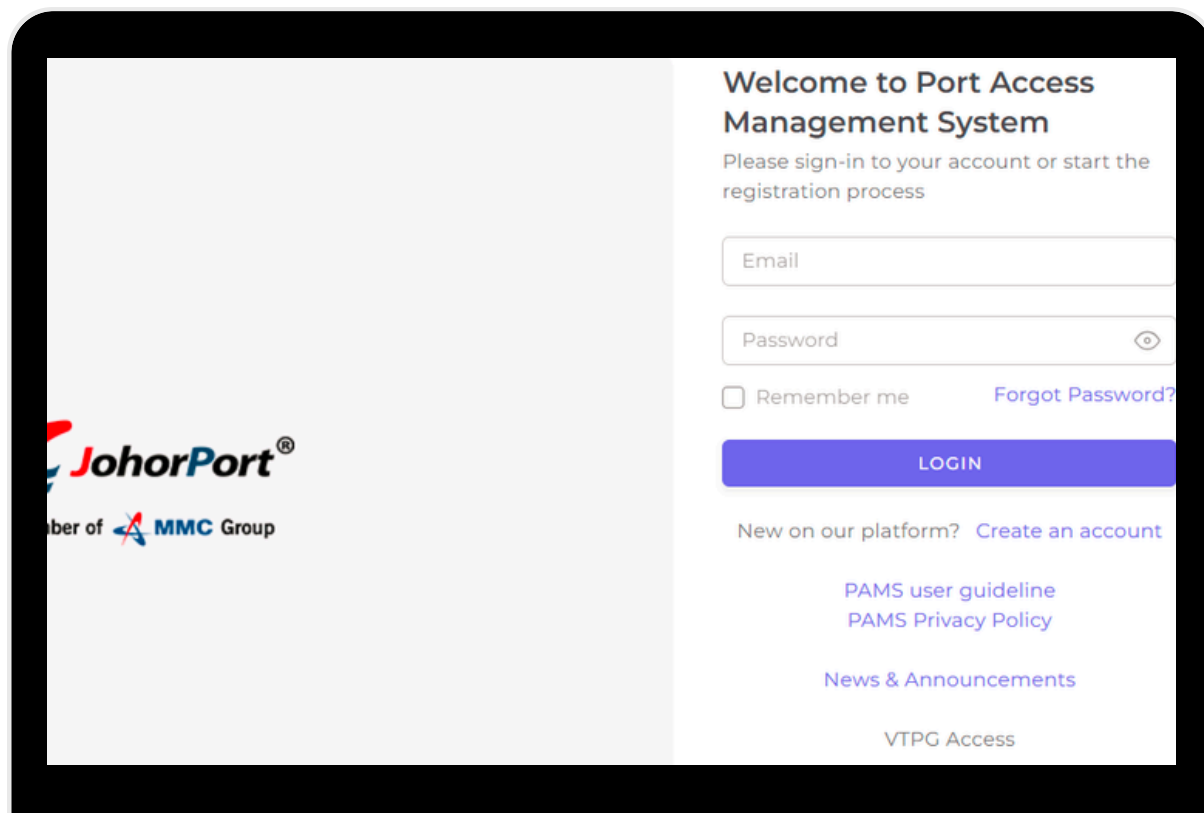 Welcome to Port Access
Management System
Please sign-in to your account or start the
registration process
Email
Password
Remember me
Forgot Password?
LOGIN
JohorPort®
ber of MMC Group
New on our platform? Create an account
PAMS user guideline
PAMS Privacy Policy
News & Announcements
VTPG Access